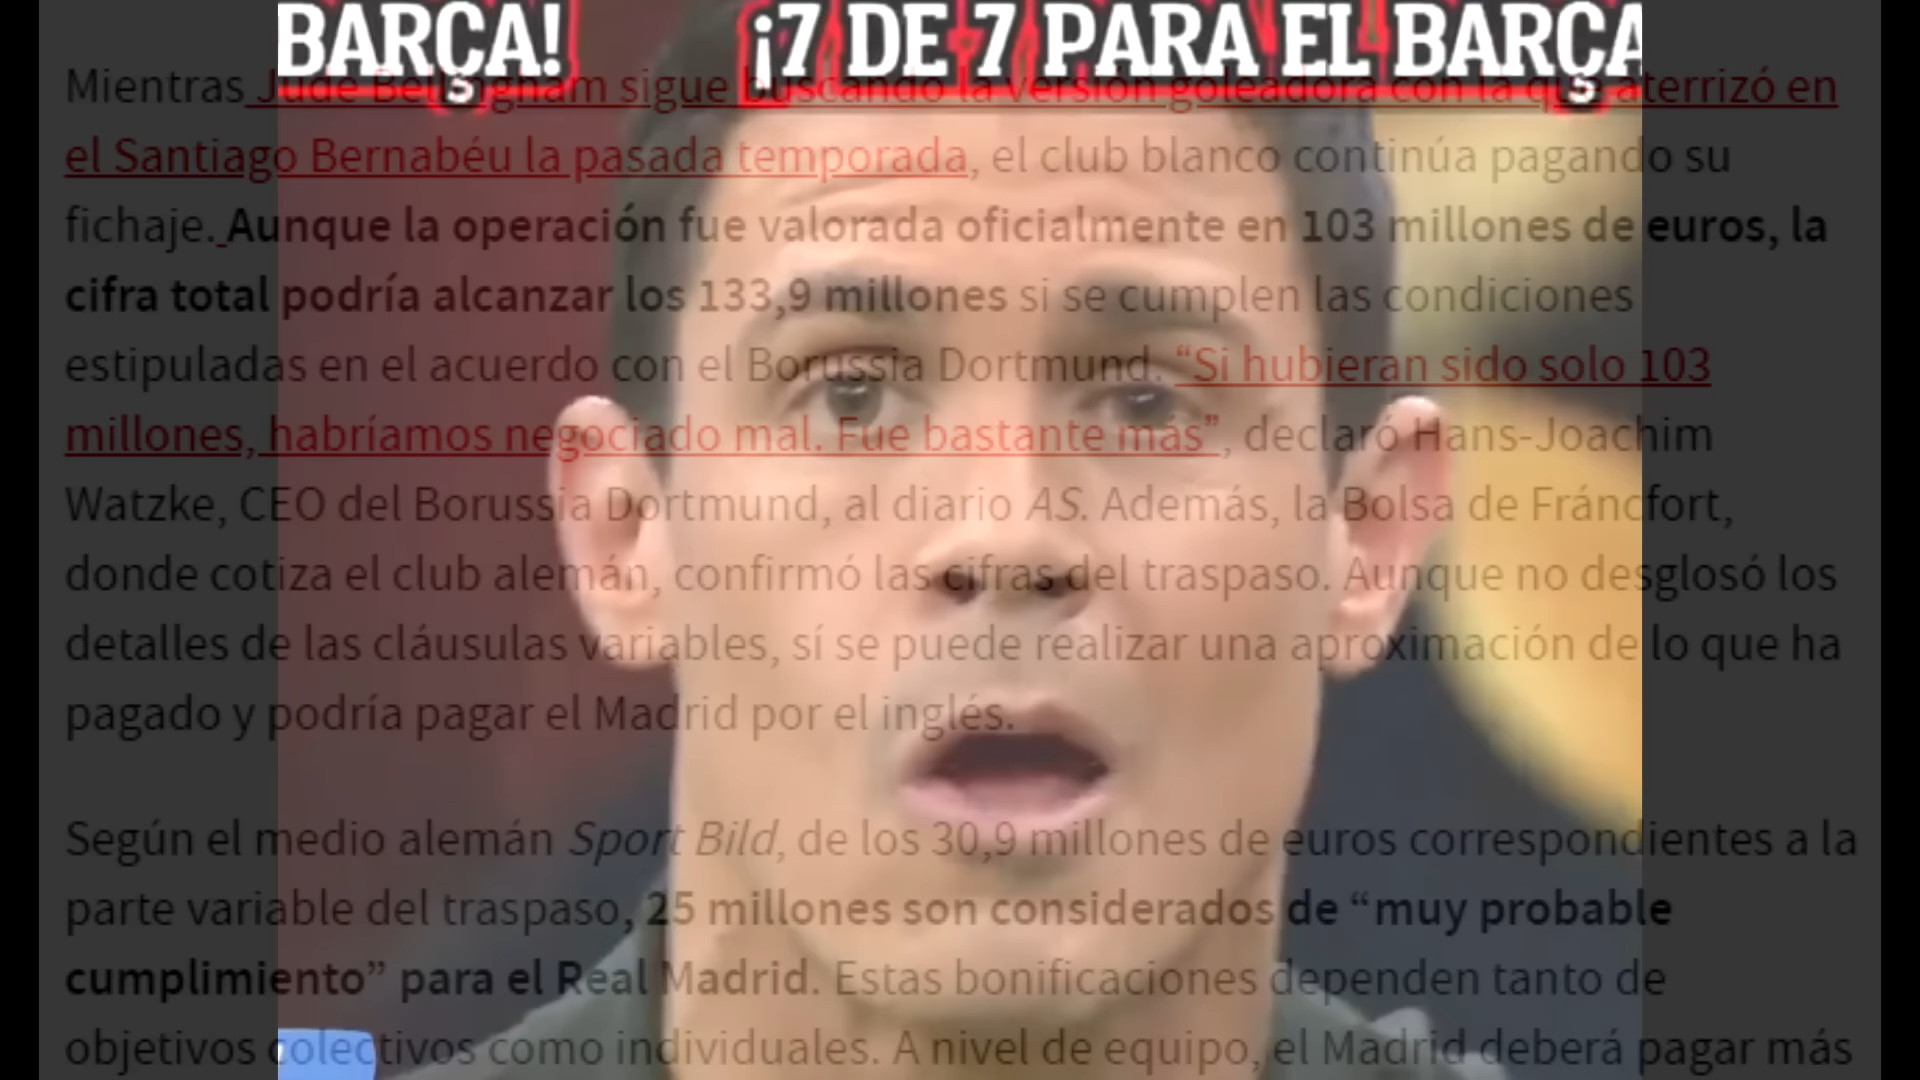 BARÇA! ¡7 DE 7 PARA EL BARÇA
S S
Mientras Jude Bellingham sigue buscando la versión goleadora con la que aterrizó en
el Santiago Bernabéu la pasada temporada, el club blanco continúa pagando su
fichaje. Aunque la operación fue valorada oficialmente en 103 millones de euros, la
cifra total podría alcanzar los 133,9 millones si se cumplen las condiciones
estipuladas en el acuerdo con el Borussia Dortmund. “Si hubieran sido solo 103
millones, habríamos negociado mal. Fue bastante más”, declaró Hans-Joachim
Watzke, CEO del Borussia Dortmund, al diario AS. Además, la Bolsa de Fráncfort,
donde cotiza el club alemán, confirmó las cifras del traspaso. Aunque no desglosó los
detalles de las cláusulas variables, sí se puede realizar una aproximación de lo que ha
pagado y podría pagar el Madrid por el inglés.
Según el medio alemán Sport Bild, de los 30,9 millones de euros correspondientes a la
parte variable del traspaso, 25 millones son considerados de “muy probable
cumplimiento” para el Real Madrid. Estas bonificaciones dependen tanto de
objetivos colectivos como individuales. A nivel de equipo, el Madrid deberá pagar más